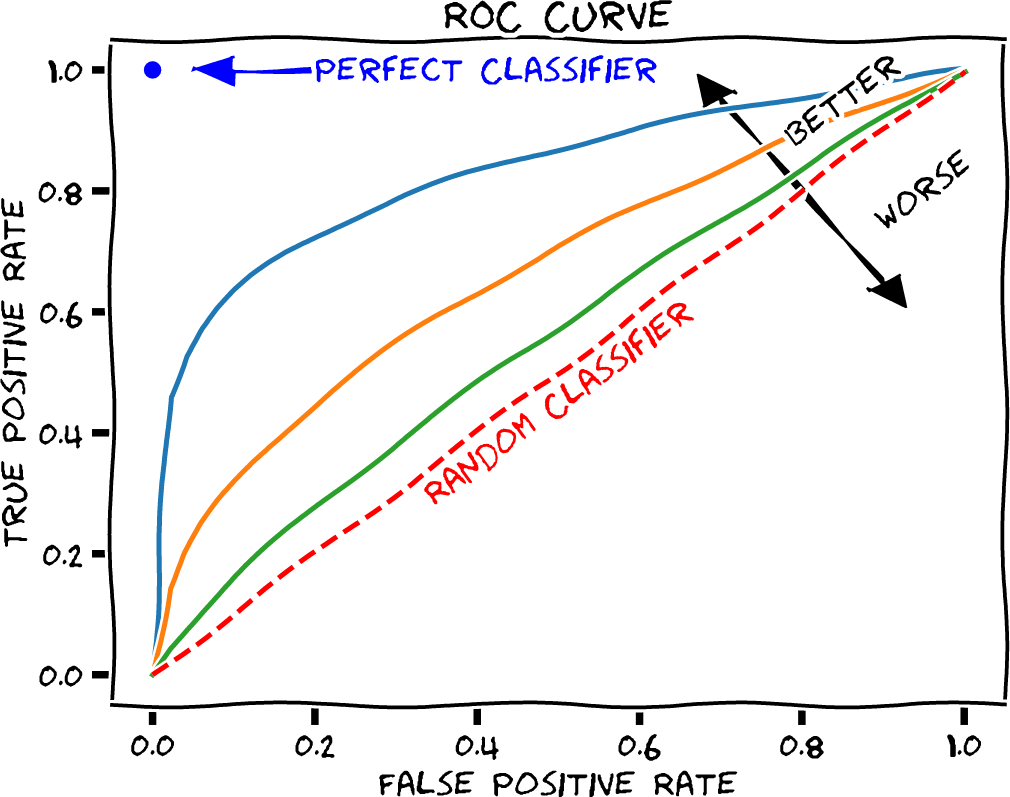 ROC CURVE
PERFECT CLASSIFIER
BETTER
WORSE
RANDOM CLASSIFIER
TRUE POSITIVE RATE
1.0
0.8
0.6
0.4
0.2
0.0
0.0 0.2 0.4 0.6 0.8 1.0
FALSE POSITIVE RATE